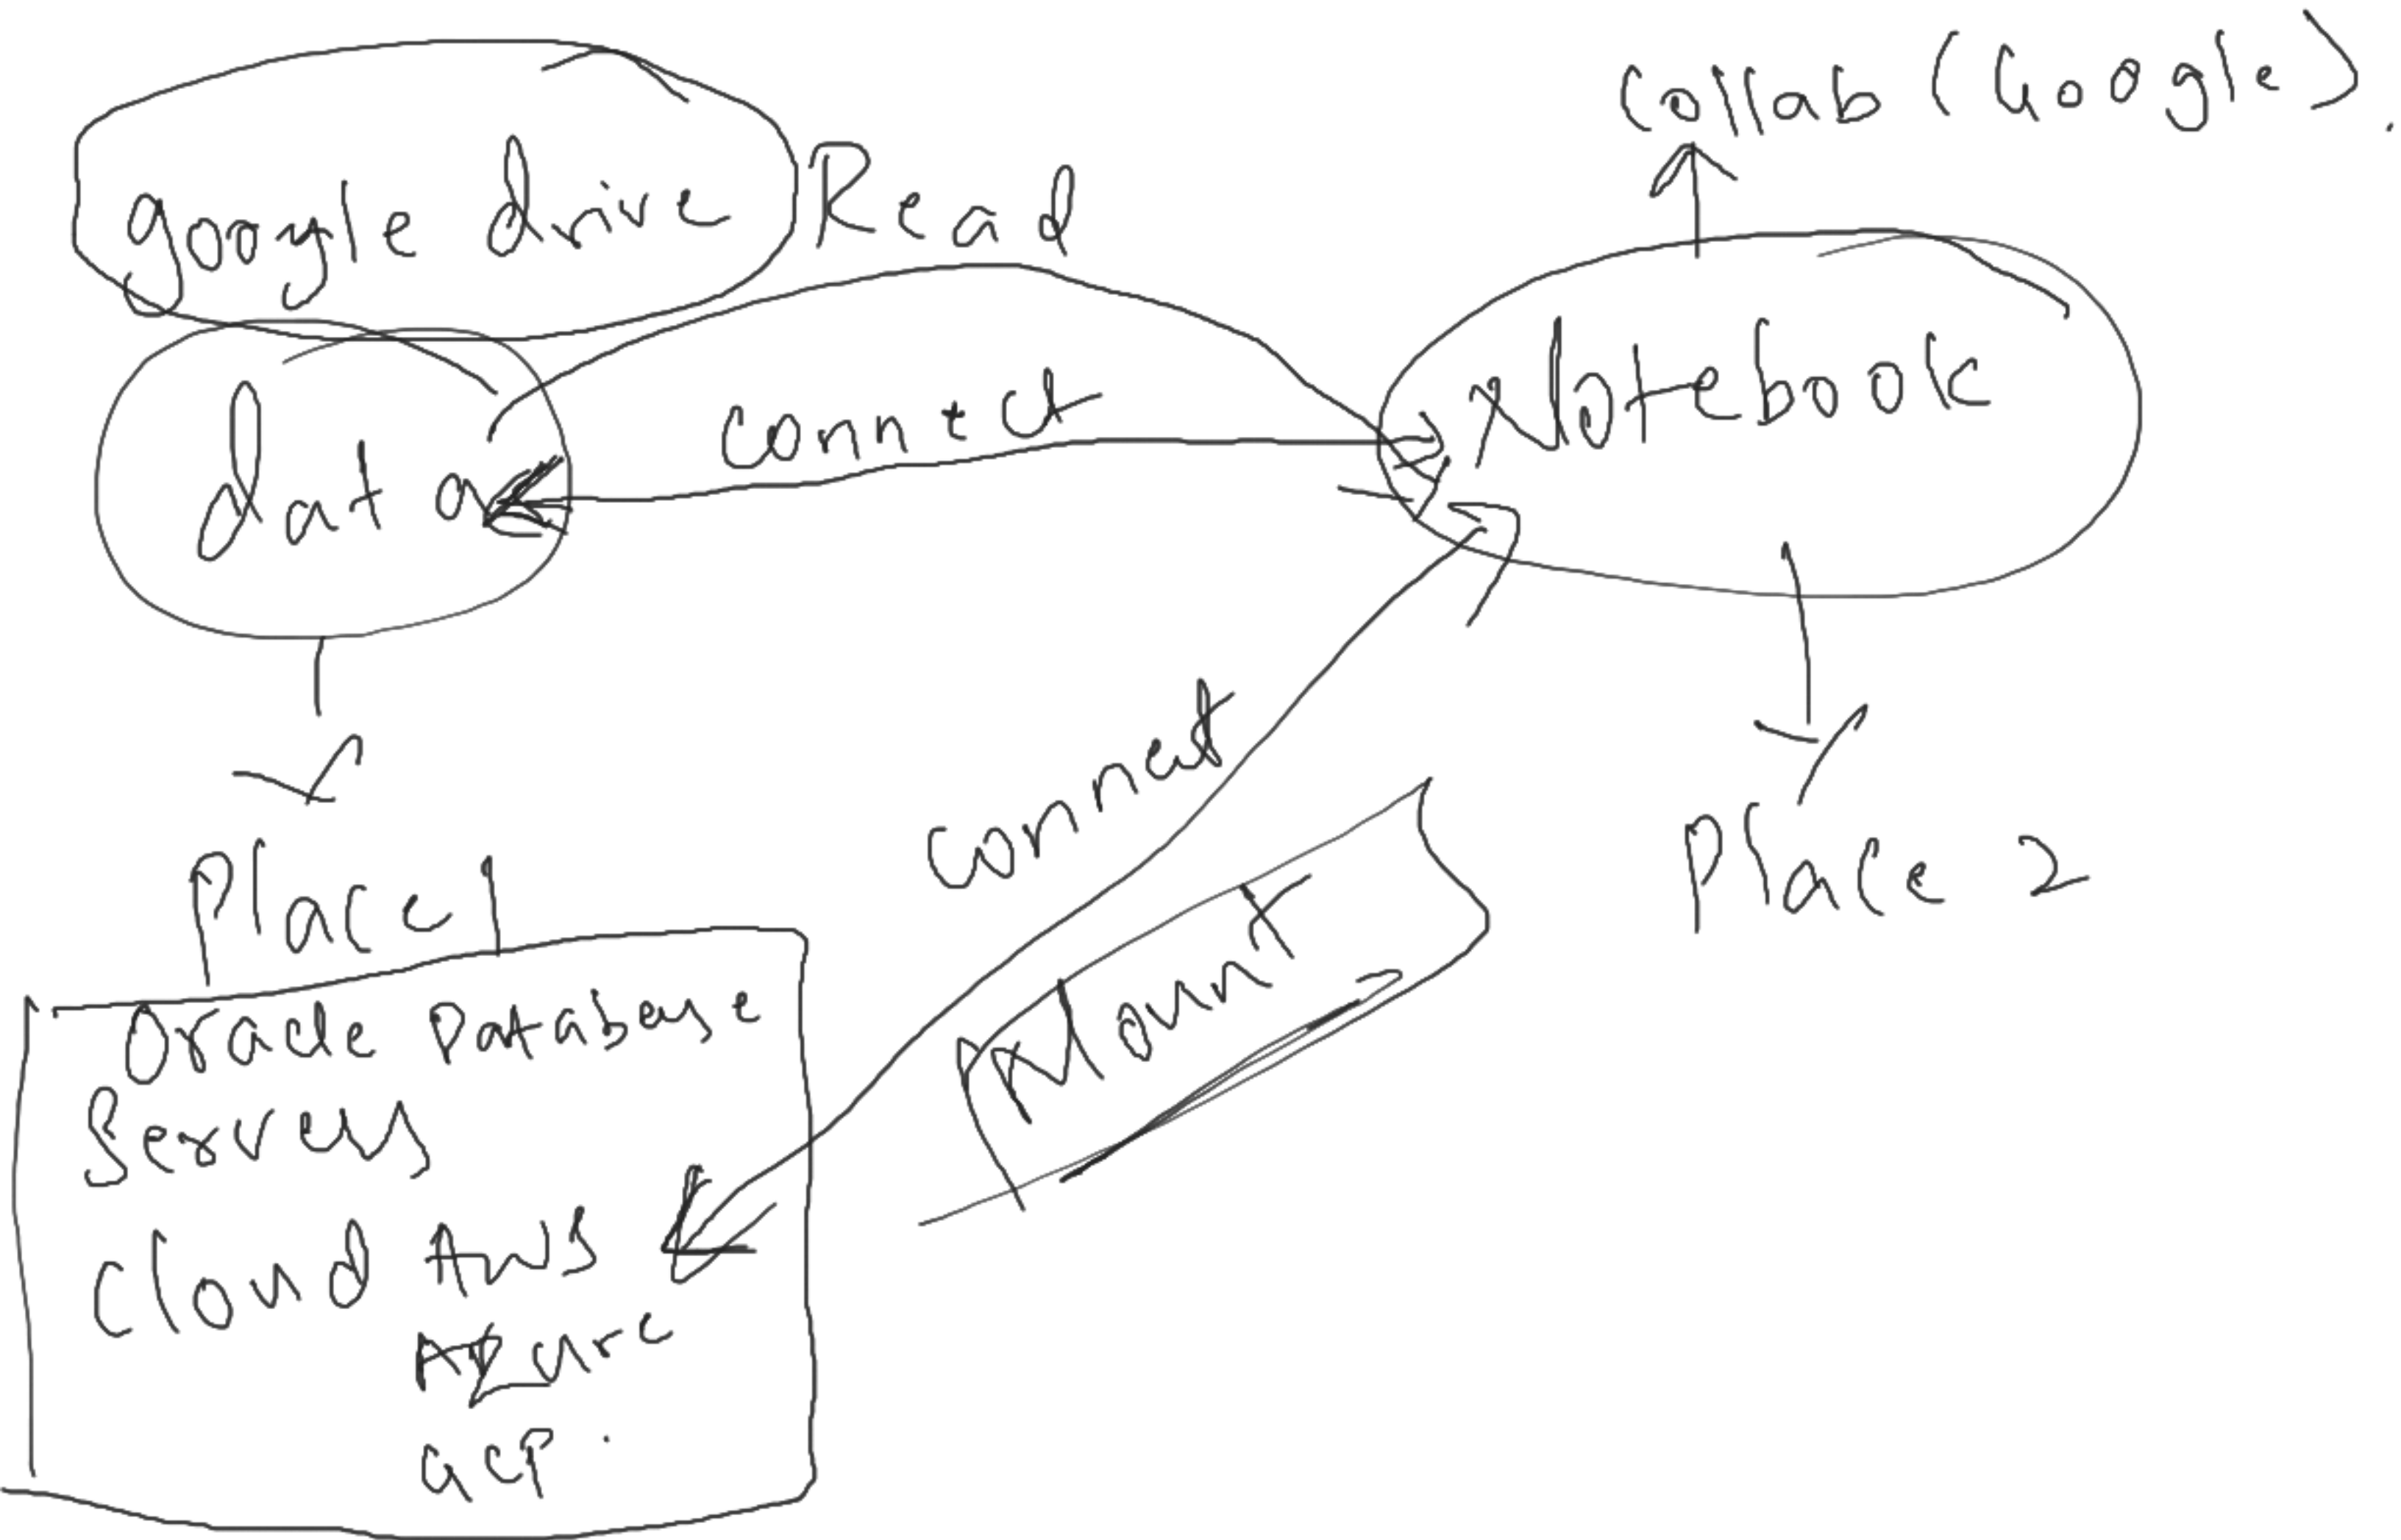 Collab (Google).
google drive
Read
Notebook
connect
data
connect
Place 1
Place 2
Mount
Oracle Database
Servers
Cloud AWS
Azure
GCP.